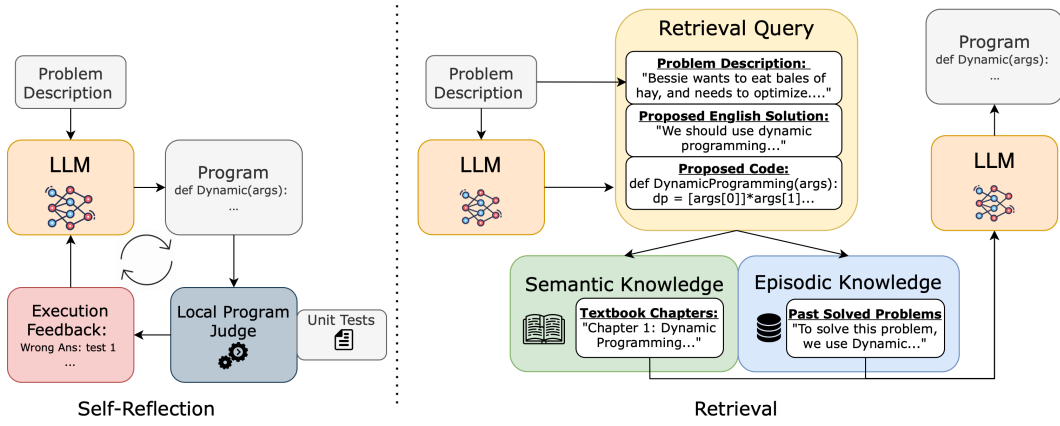 Problem
Description
LLM
Program
def Dynamic(args):
...
Execution
Feedback:
Wrong Ans: test 1
...
Local Program
Judge
Unit Tests
Self-Reflection
Problem
Description
LLM
Retrieval Query
Problem Description:
"Bessie wants to eat bales of
hay, and needs to optimize...."
Proposed English Solution:
"We should use dynamic
programming..."
Proposed Code:
def DynamicProgramming(args):
dp = [args[0]]*args[1]...
Semantic Knowledge
Textbook Chapters:
"Chapter 1: Dynamic
Programming..."
Episodic Knowledge
Past Solved Problems
"To solve this problem,
we use Dynamic..."
Program
def Dynamic(args):
...
LLM
Retrieval